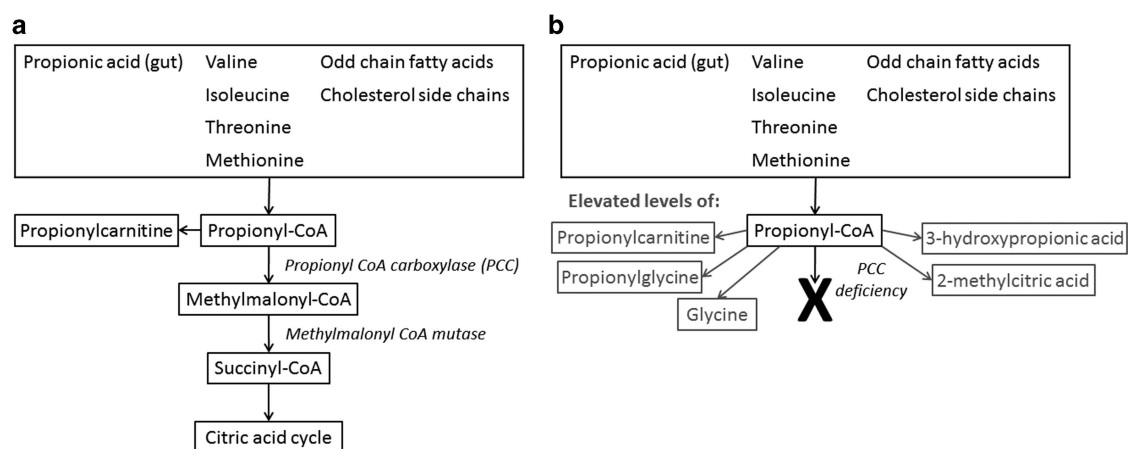 a
Propionic acid (gut) Valine Odd chain fatty acids
Isoleucine Cholesterol side chains
Threonine
Methionine
Propionylcarnitine Propionyl-CoA
Propionyl CoA carboxylase (PCC)
Methylmalonyl-CoA
Methylmalonyl CoA mutase
Succinyl-CoA
Citric acid cycle
b
Propionic acid (gut) Valine Odd chain fatty acids
Isoleucine Cholesterol side chains
Threonine
Methionine
Elevated levels of:
Propionylcarnitine Propionyl-CoA 3-hydroxypropionic acid
Propionylglycine PCC 2-methylcitric acid
deficiency
Glycine X